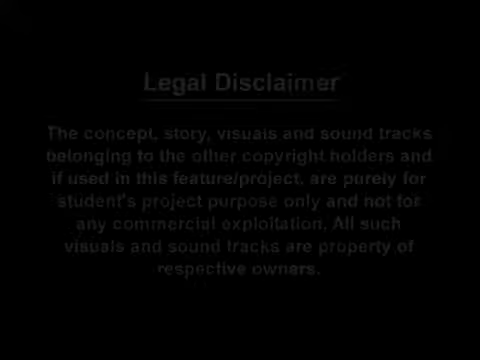 Legal Disclaimer
The concept, story, visuals and sound tracks
belonging to the other copyright holders and
if used in this feature/project, are purely for
student's project purpose only and not for
any commercial exploitation. All such
visuals and sound tracks are property of
respective owners.